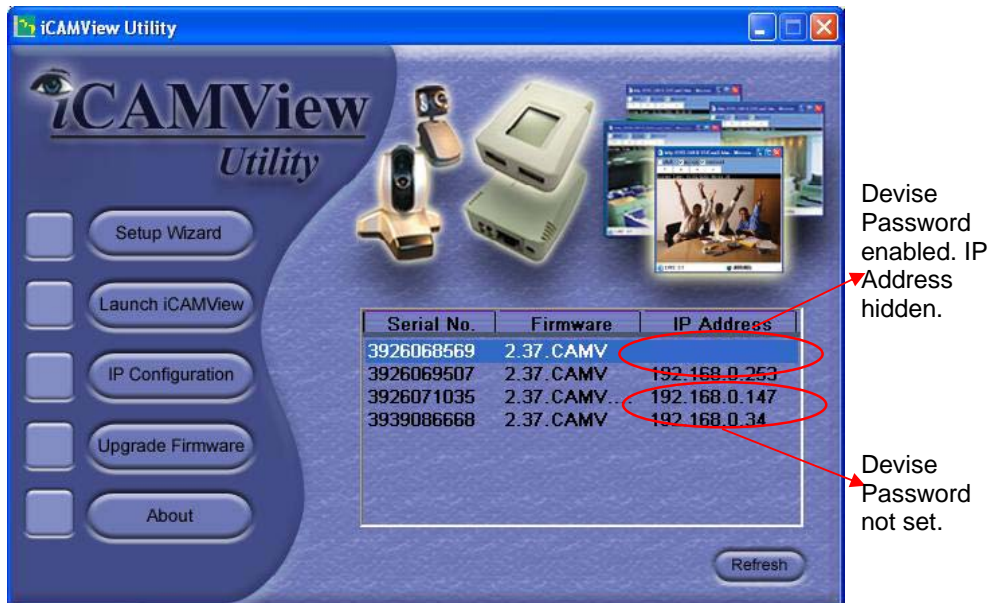 iCAMView Utility
iCAMView
Utility
Setup Wizard
Launch iCAMView
IP Configuration
Upgrade Firmware
About
Serial No. Firmware IP Address
3926068569 2.37.CAMV
3926069507 2.37.CAMV 192.168.0.253
3926071035 2.37.CAMV.... 192.168.0.147
3939086668 2.37.CAMV 192.168.0.34
Refresh
Devise
Password
enabled. IP
Address
hidden.
Devise
Password
not set.